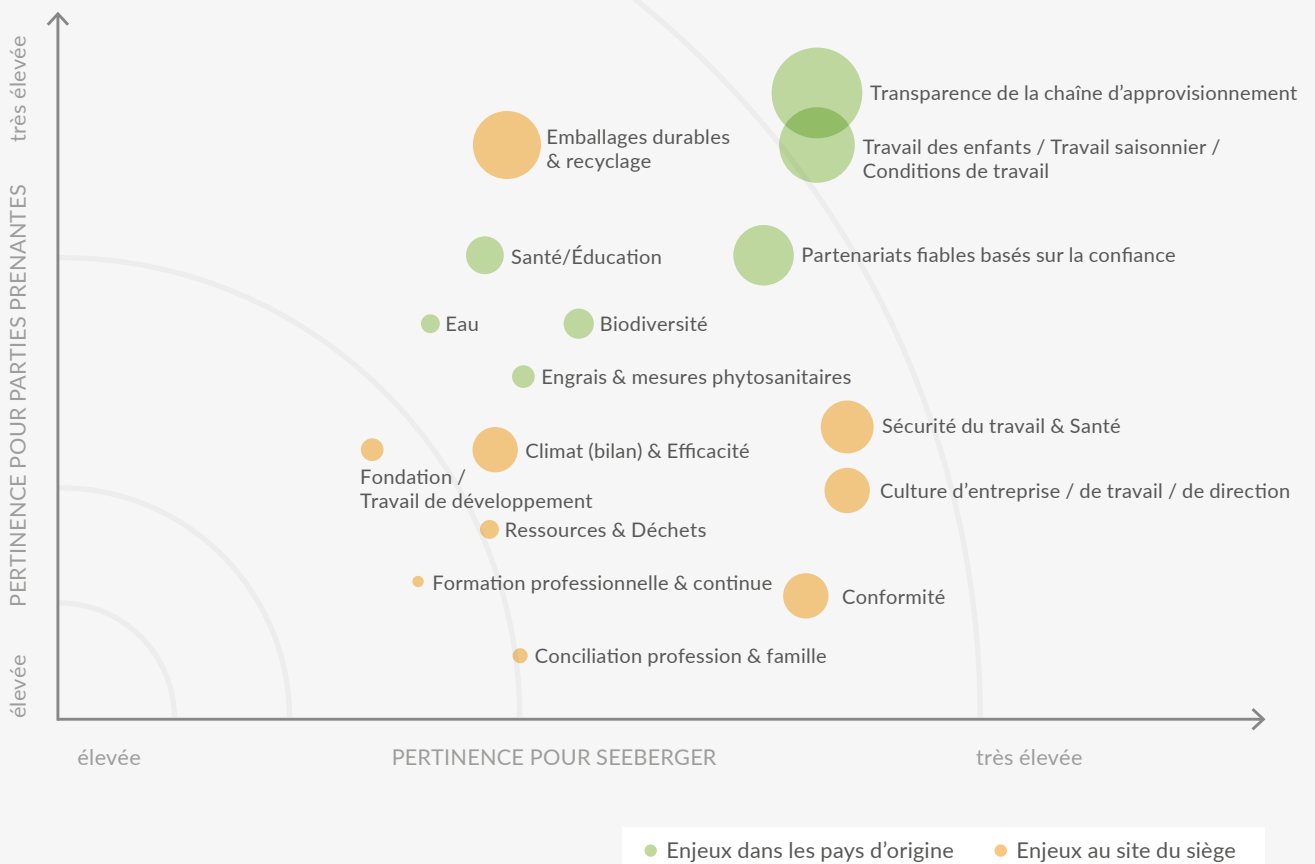 très élevée
PERTINENCE POUR PARTIES PRENANTES
élevée
Transparence de la chaîne d'approvisionnement
Emballages durables
& recyclage
Travail des enfants / Travail saisonnier /
Conditions de travail
Santé/Éducation
Partenariats fiables basés sur la confiance
Eau
Biodiversité
Engrais & mesures phytosanitaires
Sécurité du travail & Santé
Climat (bilan) & Efficacité
Fondation /
Travail de développement
Culture d'entreprise / de travail / de direction
Ressources & Déchets
Formation professionnelle & continue
Conformité
Conciliation profession & famille
élevée
PERTINENCE POUR SEEBERGER
très élevée
Enjeux dans les pays d'origine
Enjeux au site du siège